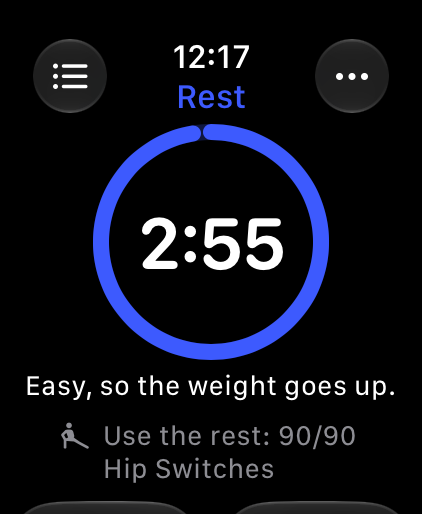 12:17
Rest
2:55
Easy, so the weight goes up.
Use the rest: 90/90
Hip Switches